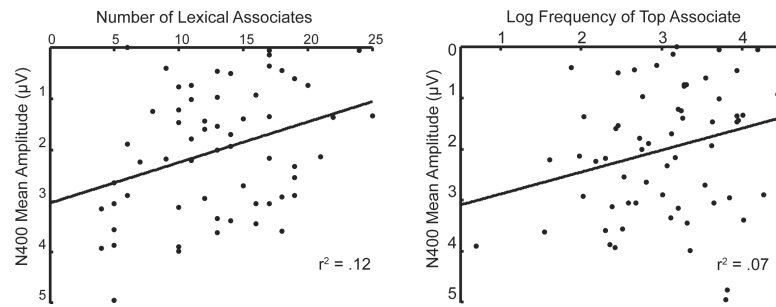 Number of Lexical Associates
0 5 10 15 20 25
N400 Mean Amplitude (µV)
1
2
3
4
5
r² = .12
Log Frequency of Top Associate
0 1 2 3 4
N400 Mean Amplitude (µV)
1
2
3
4
5
r² = .07